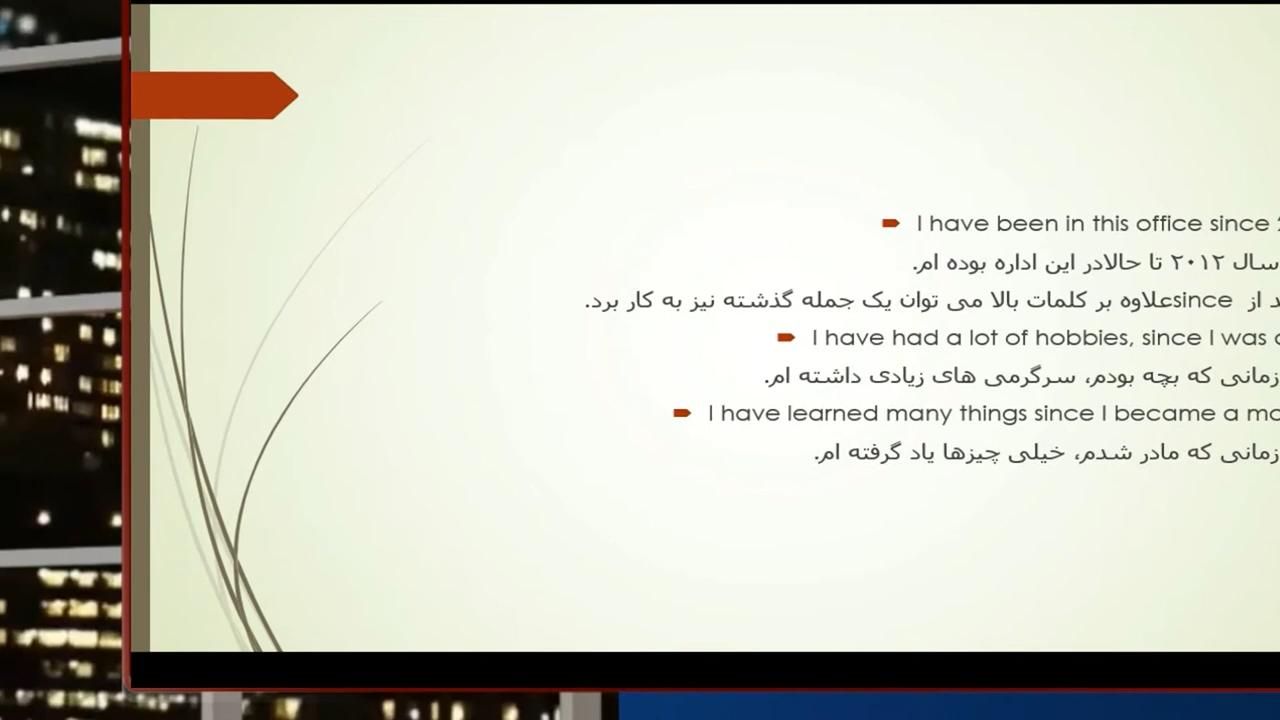 I have been in this office since
سال ۲۰۱۲ تا حالادر این اداره بوده ام.
از sinceعلاوه بر کلمات بالا می توان یک جمله گذشته نیز به کار برد.
I have had a lot of hobbies, since I was
زمانی که بچه بودم، سرگرمی های زیادی داشته ام.
I have learned many things since I became a
زمانی که مادر شدم، خیلی چیزها یاد گرفته ام.